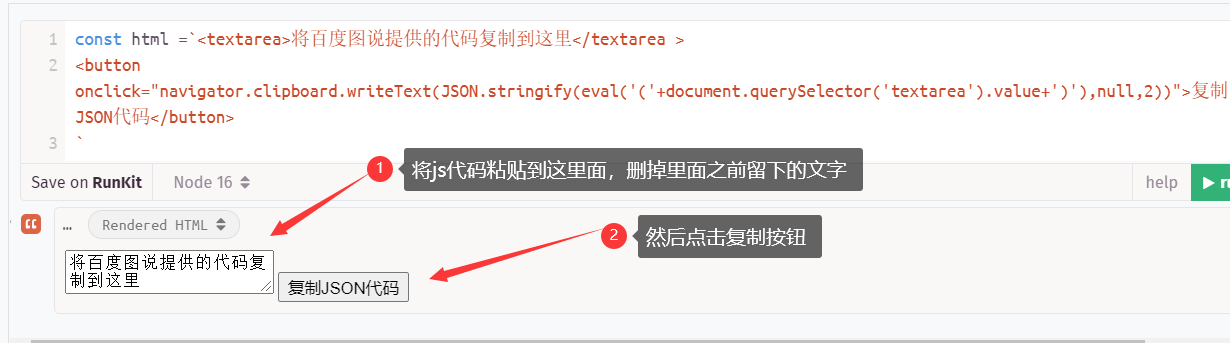 1 const html =`<textarea>将百度图说提供的代码复制到这里</textarea >
2 <button
onclick="navigator.clipboard.writeText(JSON.stringify(eval('('+document.querySelector('textarea').value+')'),null,2))">复制
JSON代码</button>
3 `
1 将js代码粘贴到这里面，删掉里面之前留下的文字
Save on RunKit Node 16 help
… Rendered HTML
2 然后点击复制按钮
将百度图说提供的代码复
制到这里
复制JSON代码